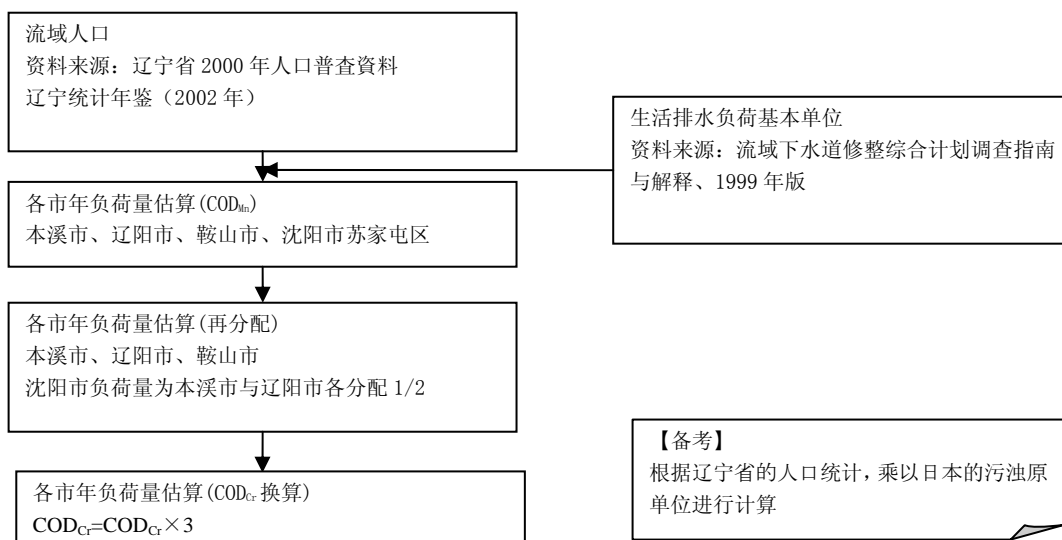 流域人口
资料来源：辽宁省 2000 年人口普查資料
辽宁统计年鉴（2002 年）
生活排水负荷基本单位
资料来源：流域下水道修整综合计划调查指南
与解释、1999 年版
各市年负荷量估算(CODMn)
本溪市、辽阳市、鞍山市、沈阳市苏家屯区
各市年负荷量估算(再分配)
本溪市、辽阳市、鞍山市
沈阳市负荷量为本溪市与辽阳市各分配 1/2
各市年负荷量估算(CODCr 换算)
CODCr=CODCr×3
【备考】
根据辽宁省的人口统计，乘以日本的污浊原
单位进行计算